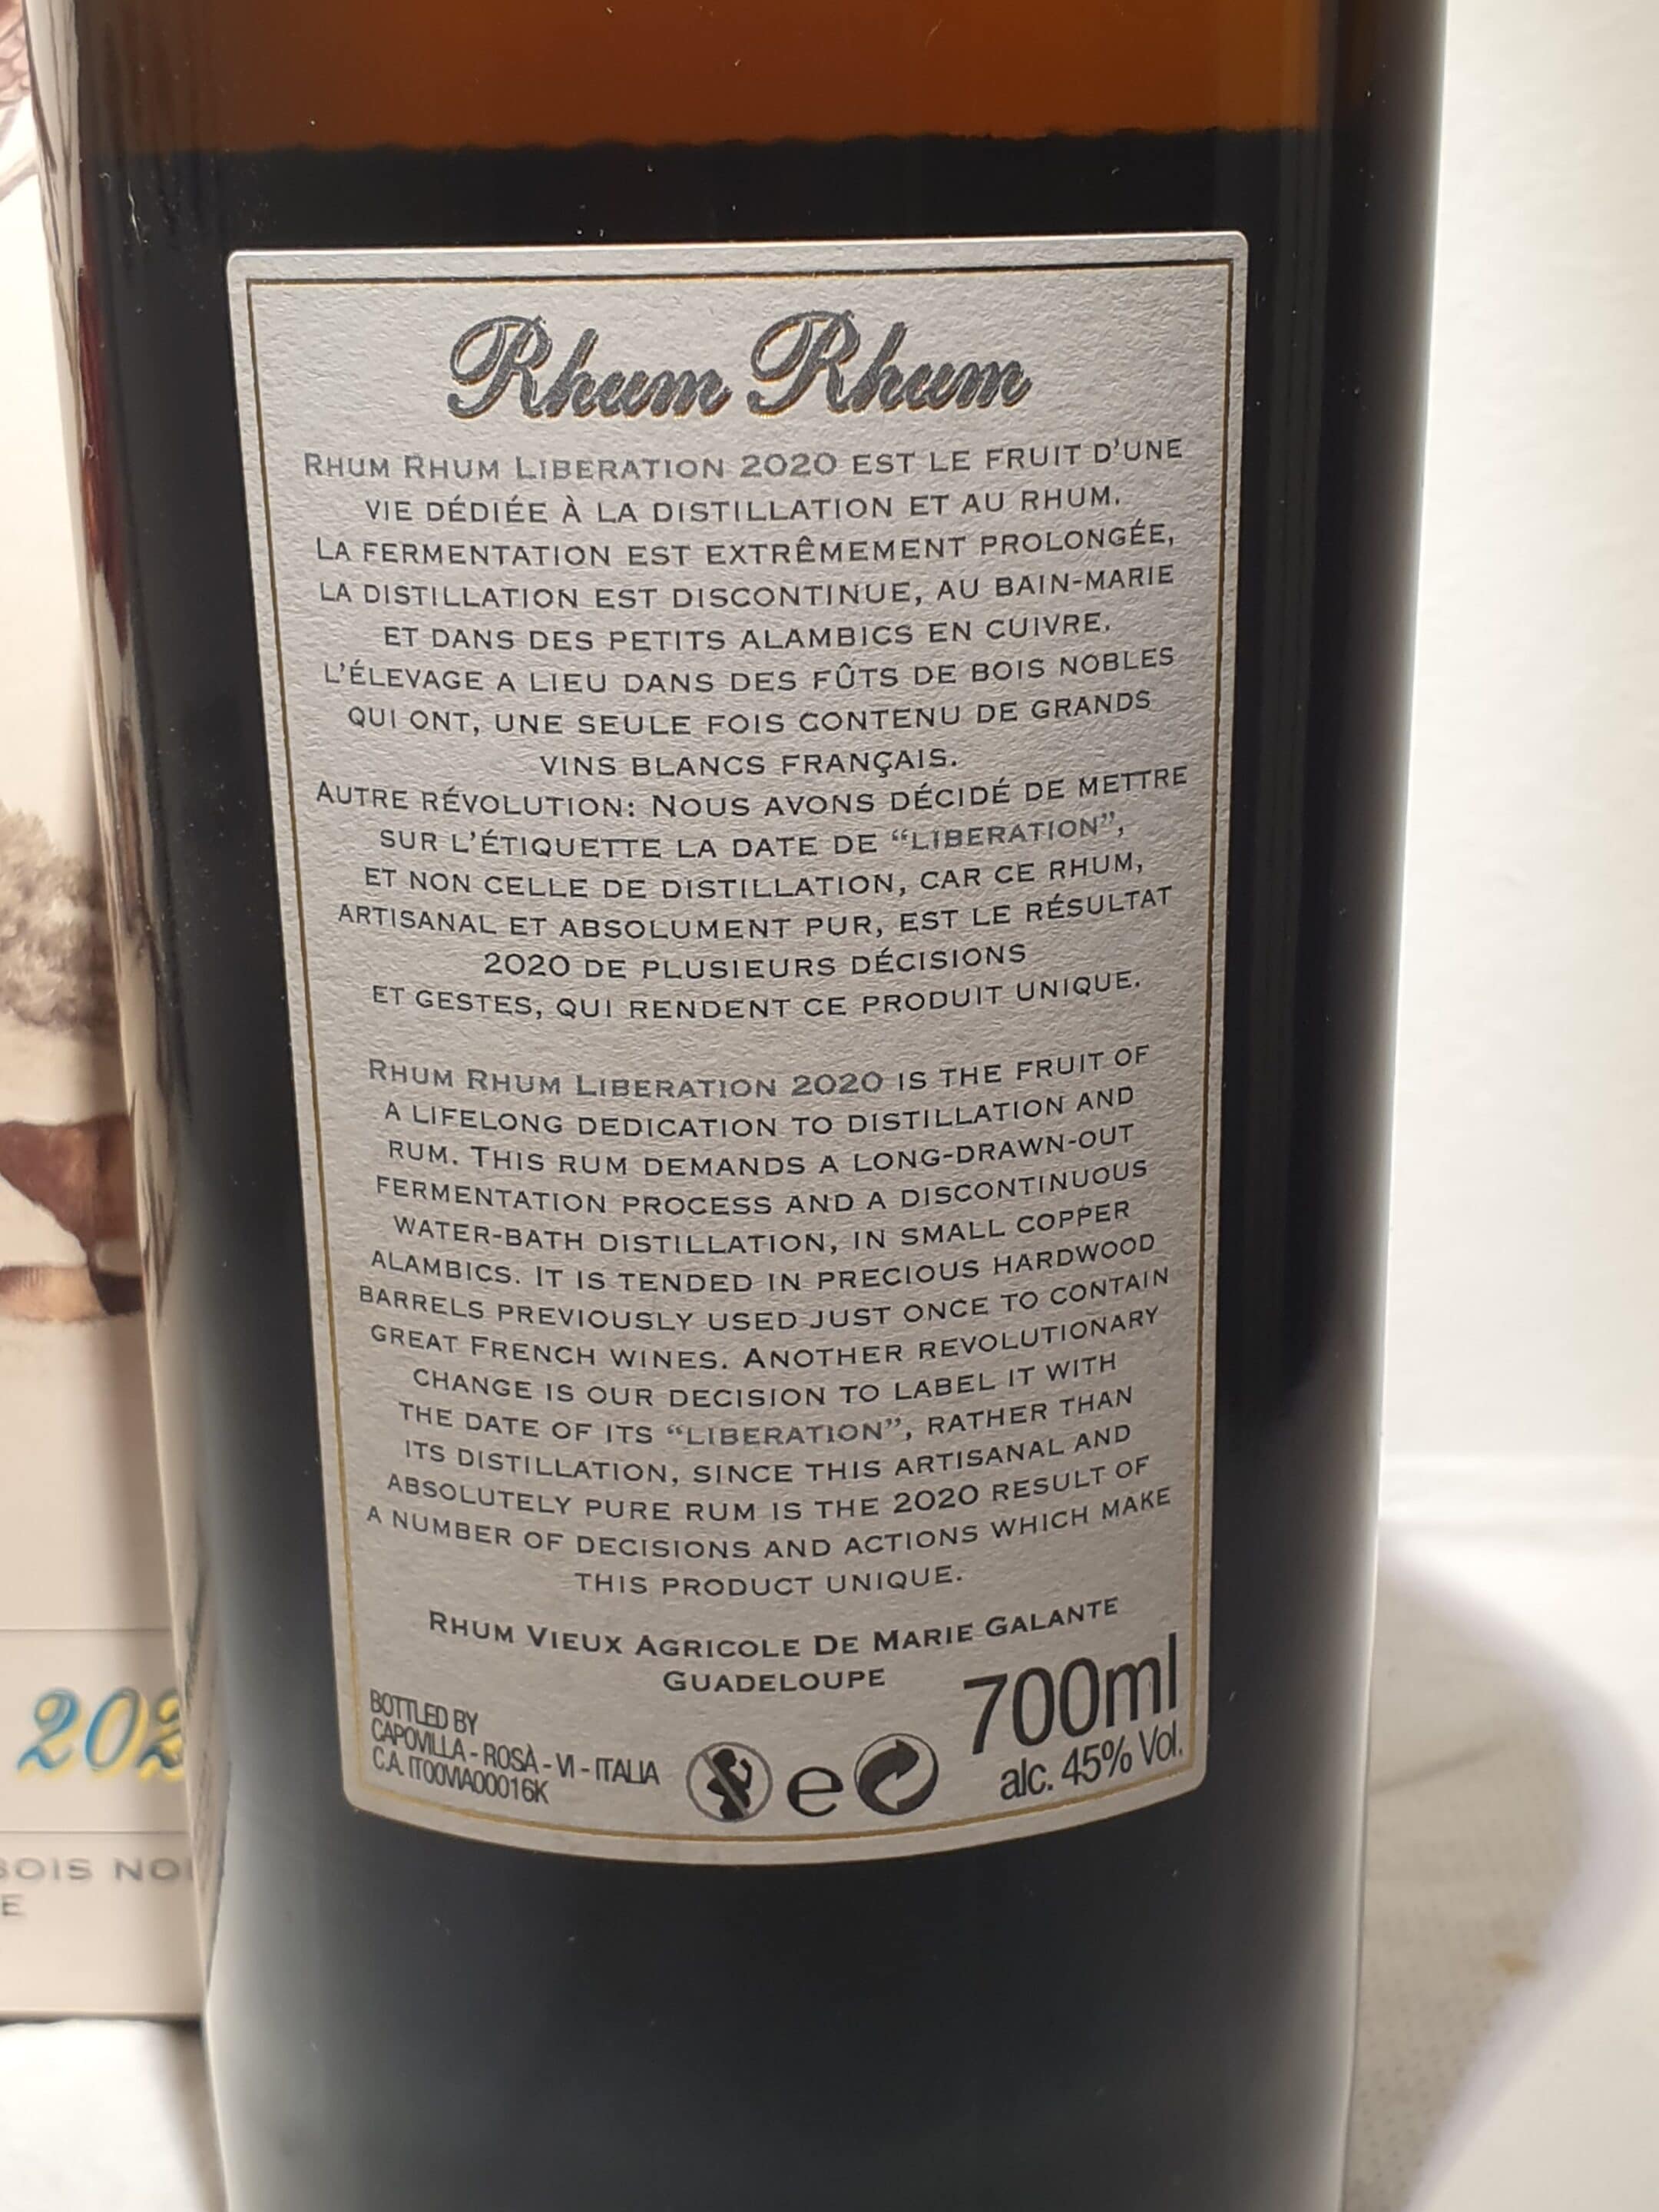 Rhum Rhum
RHUM RHUM LIBERATION 2020 EST LE FRUIT D'UNE
VIE DÉDIÉE À LA DISTILLATION ET AU RHUM.
LA FERMENTATION EST EXTRÊMEMENT PROLONGÉE,
LA DISTILLATION EST DISCONTINUE, AU BAIN-MARIE
ET DANS DES PETITS ALAMBICS EN CUIVRE.
L'ÉLEVAGE A LIEU DANS DES FÛTS DE BOIS NOBLES
QUI ONT, UNE SEULE FOIS CONTENU DE GRANDS
VINS BLANCS FRANÇAIS.
AUTRE RÉVOLUTION: NOUS AVONS DÉCIDÉ DE METTRE
SUR L'ÉTIQUETTE LA DATE DE “LIBERATION”,
ET NON CELLE DE DISTILLATION, CAR CE RHUM,
ARTISANAL ET ABSOLUMENT PUR, EST LE RÉSULTAT
2020 DE PLUSIEURS DÉCISIONS
ET GESTES, QUI RENDENT CE PRODUIT UNIQUE.
RHUM RHUM LIBERATION 2020 IS THE FRUIT OF
A LIFELONG DEDICATION TO DISTILLATION AND
RUM. THIS RUM DEMANDS A LONG-DRAWN-OUT
FERMENTATION PROCESS AND A DISCONTINUOUS
WATER-BATH DISTILLATION, IN SMALL COPPER
ALAMBICS. IT IS TENDED IN PRECIOUS HARDWOOD
BARRELS PREVIOUSLY USED JUST ONCE TO CONTAIN
GREAT FRENCH WINES. ANOTHER REVOLUTIONARY
CHANGE IS OUR DECISION TO LABEL IT WITH
THE DATE OF ITS “LIBERATION”, RATHER THAN
ITS DISTILLATION, SINCE THIS ARTISANAL AND
ABSOLUTELY PURE RUM IS THE 2020 RESULT OF
A NUMBER OF DECISIONS AND ACTIONS WHICH MAKE
THIS PRODUCT UNIQUE.
RHUM VIEUX AGRICOLE DE MARIE GALANTE
GUADELOUPE
BOTTLED BY
CAPOVILLA - ROSÀ - VI - ITALIA
C.A. IT00VIA00016K
e
700ml
alc. 45% Vol.
202
BOIS NO
E